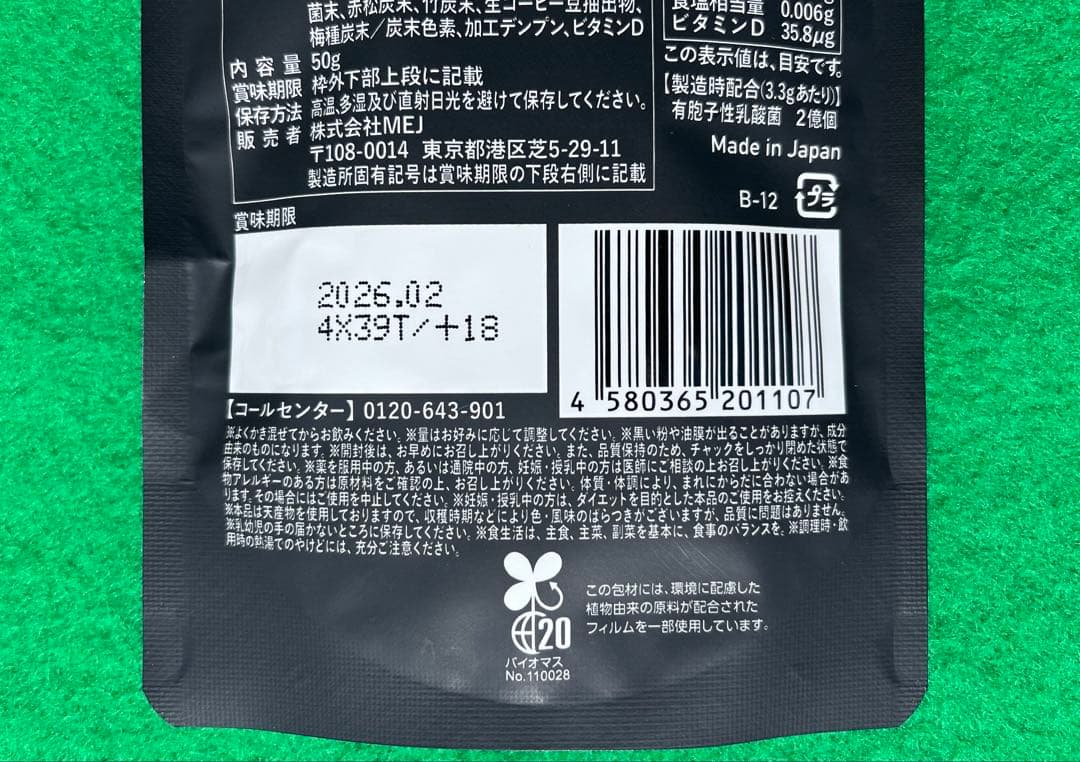 菌末、赤松炭末、竹炭末、生コーヒー豆抽出物、
梅種炭末／炭末色素、加工デンプン、ビタミンD
内容量 50g
賞味期限 枠外下部上段に記載
保存方法 高温、多湿及び直射日光を避けて保存してください。
販売者 株式会社MEJ
〒108-0014 東京都港区芝5-29-11
製造所固有記号は賞味期限の下段右側に記載
食塩相当量 0.006g
ビタミンD 35.8μg
この表示値は、目安です。
【製造時配合(3.3gあたり)】
有胞子性乳酸菌 2億個
Made in Japan
B-12 プラ
賞味期限
2026.02
4X39T/+18
4 580365 201107
【コールセンター】0120-643-901
※よくかき混ぜてからお飲みください。※量はお好みに応じて調整してください。※黒い粉や油膜が出ることがありますが、成分
由来のものになります。※開封後は、お早めにお召し上がりください。また、品質保持のため、チャックをしっかり閉めた状態で
保存してください。※薬を服用中の方、あるいは通院中の方、妊娠・授乳中の方は医師にご相談の上お召し上がりください。※食
物アレルギーのある方は原材料をご確認の上、お召し上がりください。体質・体調により、まれにからだに合わない場合があ
ります。その場合にはご使用を中止してください。※妊娠・授乳中の方は、ダイエットを目的とした本品のご使用をお控えください。
※本品は天産物を使用しておりますので、収穫時期などにより色・風味のばらつきがございますが、品質に問題はありません。
※乳幼児の手の届かないところに保存してください。※食生活は、主食、主菜、副菜を基本に、食事のバランスを。※調理時・飲
用時の熱湯でのやけどには、充分ご注意ください。
20
バイオマス
No.110028
この包材には、環境に配慮した
植物由来の原料が配合された
フィルムを一部使用しています。